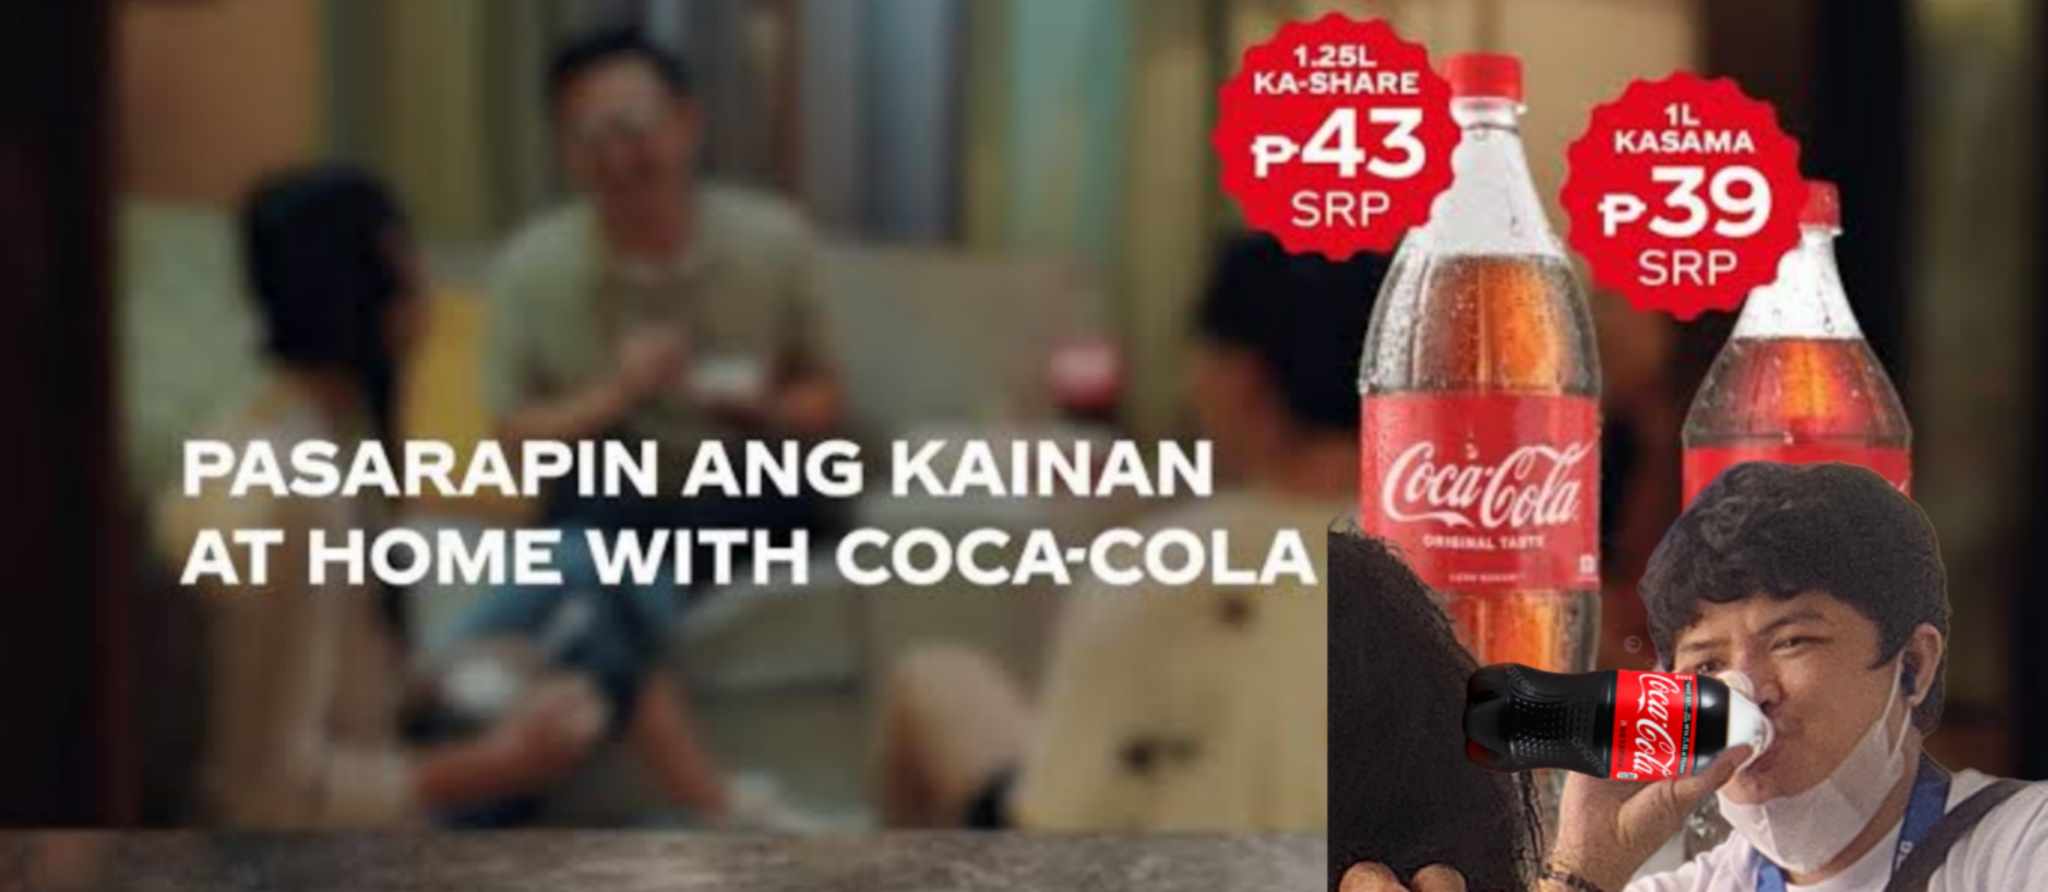 1.25L
KA-SHARE
₱43
SRP
1L
KASAMA
₱39
SRP
PASARAPIN ANG KAINAN
AT HOME WITH COCA-COLA
Coca-Cola
ORIGINAL TASTE
Coca-Cola